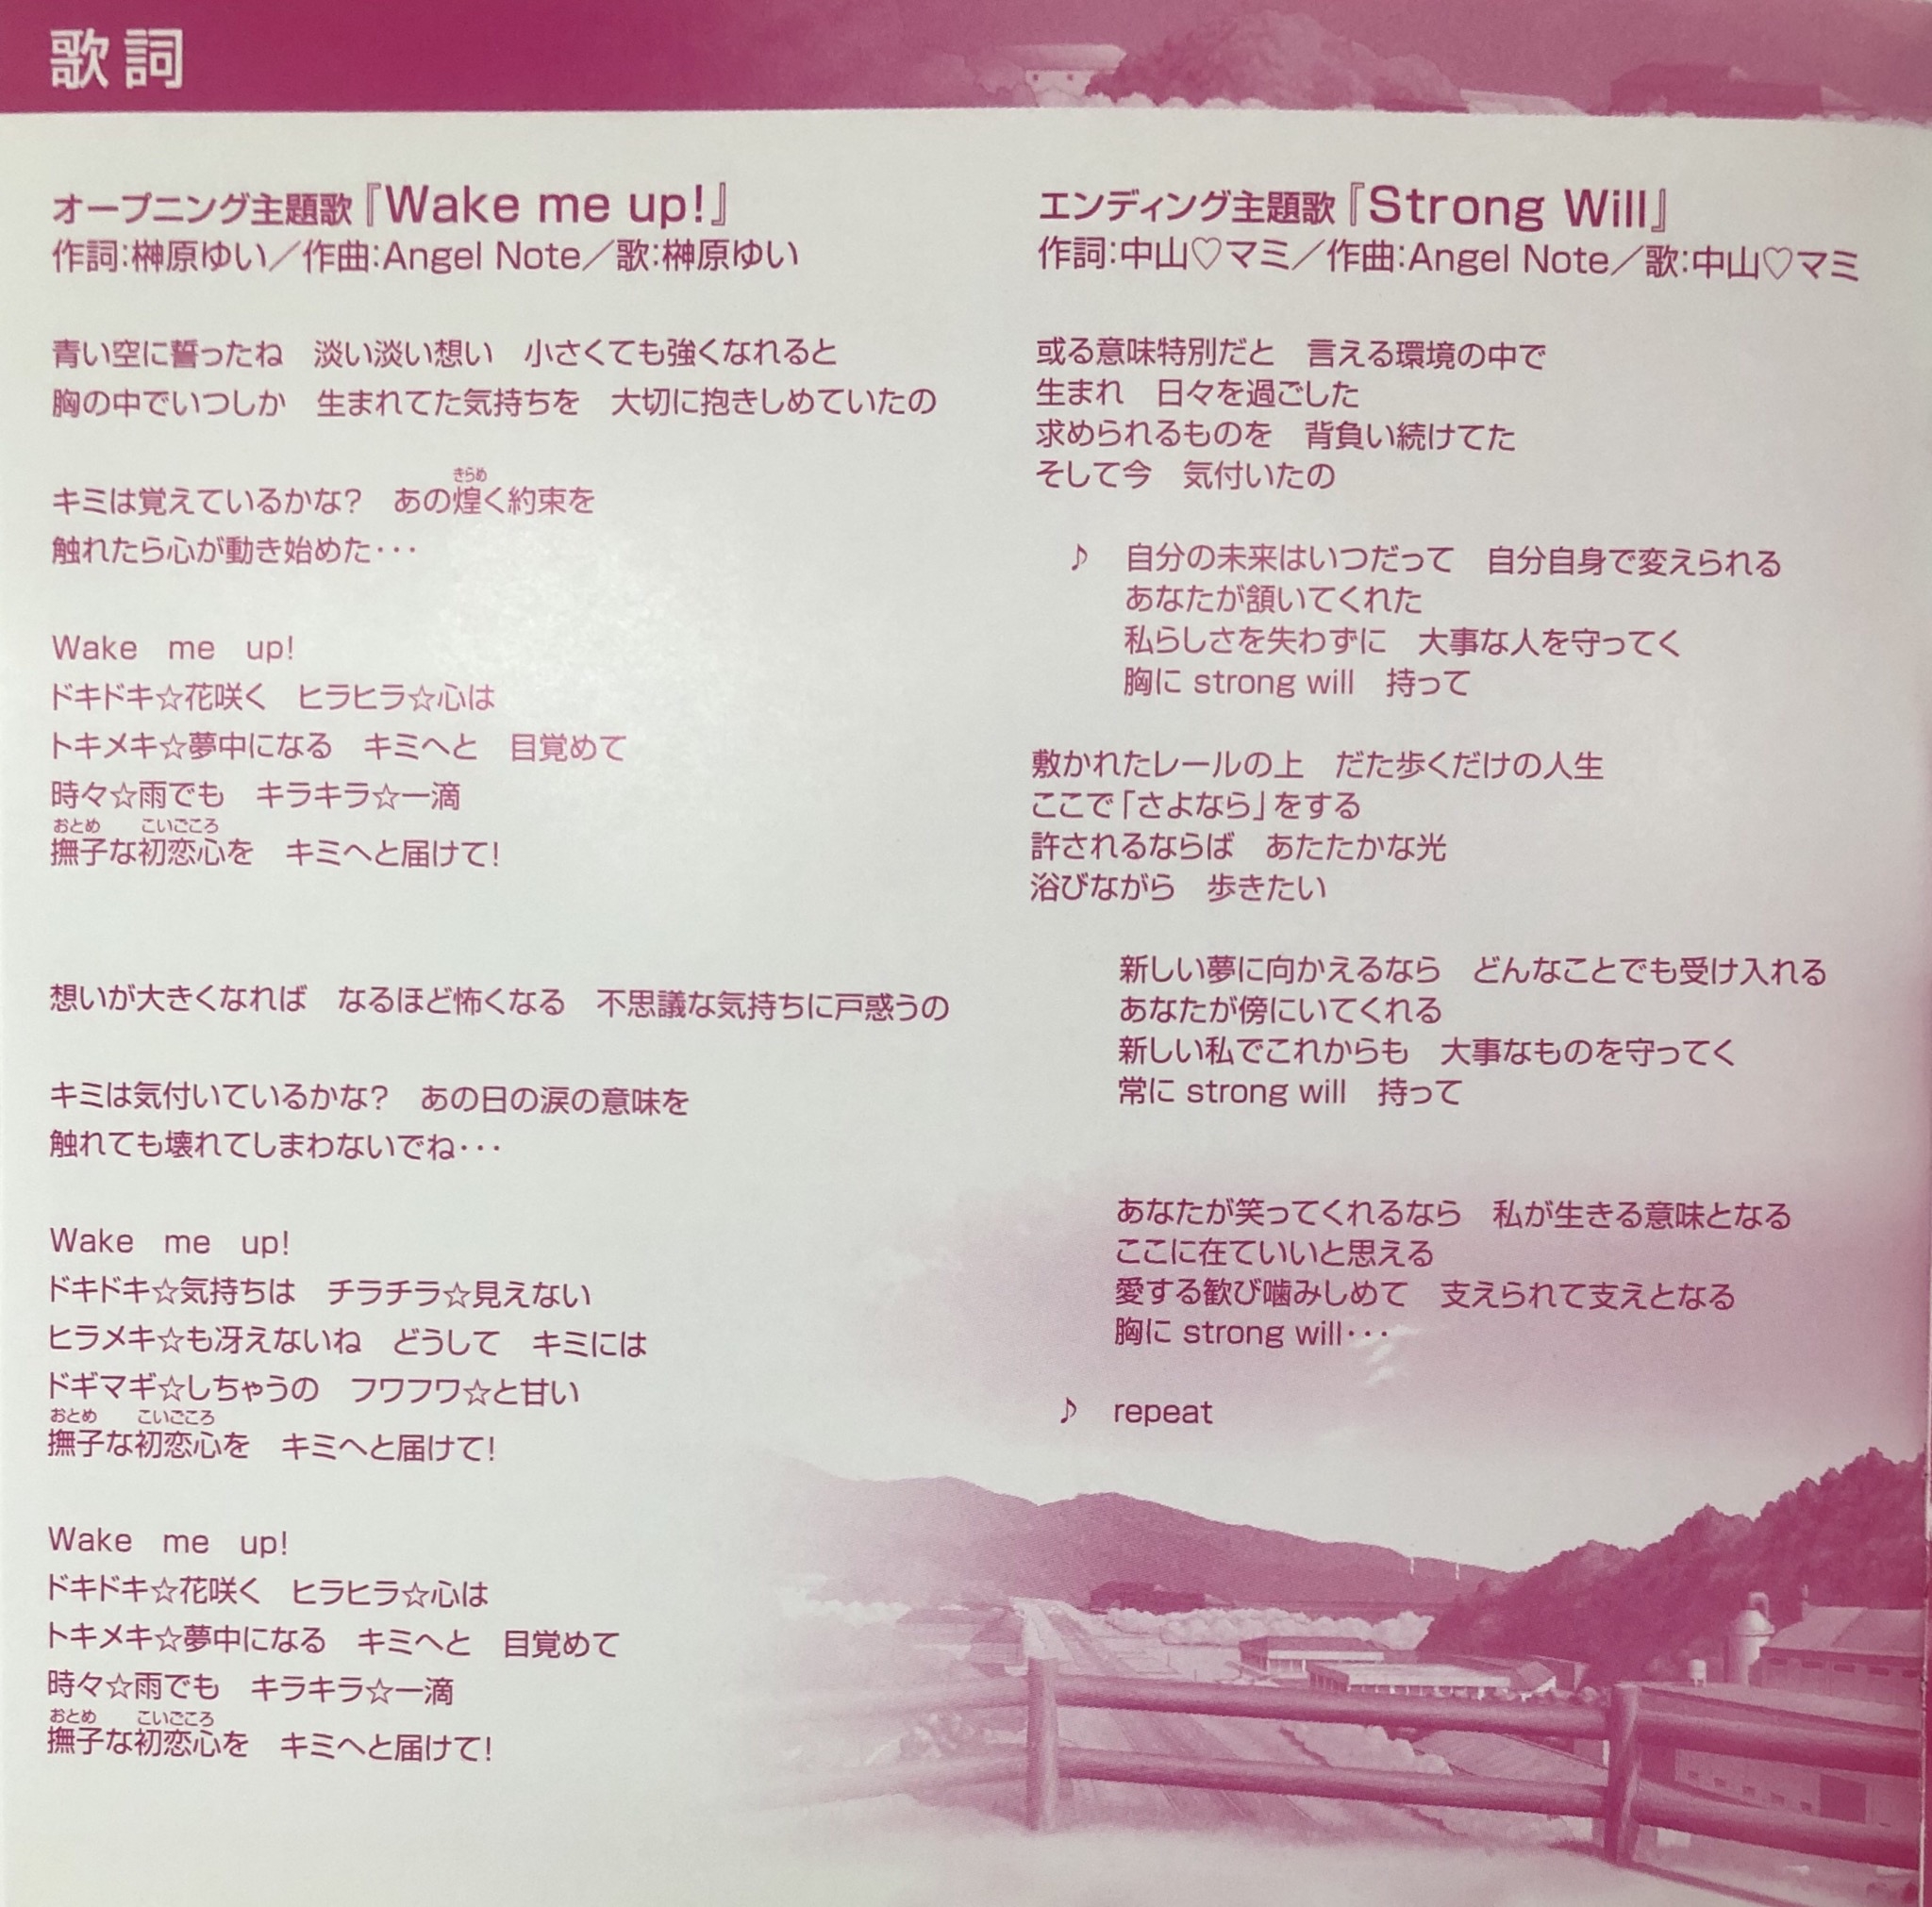 歌詞
オープニング主題歌『Wake me up!』
作詞:榊原ゆい／作曲:Angel Note／歌:榊原ゆい
青い空に誓ったね　淡い淡い想い　小さくても強くなれると
胸の中でいつしか　生まれてた気持ちを　大切に抱きしめていたの
きらめ
キミは覚えているかな？　あの煌く約束を
触れたら心が動き始めた･･･
Wake　me　up!
ドキドキ☆花咲く　ヒラヒラ☆心は
トキメキ☆夢中になる　キミへと　目覚めて
時々☆雨でも　キラキラ☆一滴
おとめ　こいごころ
撫子な初恋心を　キミへと届けて！
想いが大きくなれば　なるほど怖くなる　不思議な気持ちに戸惑うの
キミは気付いているかな？　あの日の涙の意味を
触れても壊れてしまわないでね･･･
Wake　me　up!
ドキドキ☆気持ちは　チラチラ☆見えない
ヒラメキ☆も冴えないね　どうして　キミには
ドギマギ☆しちゃうの　フワフワ☆と甘い
おとめ　こいごころ
撫子な初恋心を　キミへと届けて！
Wake　me　up!
ドキドキ☆花咲く　ヒラヒラ☆心は
トキメキ☆夢中になる　キミへと　目覚めて
時々☆雨でも　キラキラ☆一滴
おとめ　こいごころ
撫子な初恋心を　キミへと届けて！
エンディング主題歌『Strong Will』
作詞:中山♡マミ／作曲:Angel Note／歌:中山♡マミ
或る意味特別だと　言える環境の中で
生まれ　日々を過ごした
求められるものを　背負い続けてた
そして今　気付いたの
♪　自分の未来はいつだって　自分自身で変えられる
あなたが頷いてくれた
私らしさを失わずに　大事な人を守ってく
胸に strong will　持って
敷かれたレールの上　だた歩くだけの人生
ここで「さよなら」をする
許されるならば　あたたかな光
浴びながら　歩きたい
新しい夢に向かえるなら　どんなことでも受け入れる
あなたが傍にいてくれる
新しい私でこれからも　大事なものを守ってく
常に strong will　持って
あなたが笑ってくれるなら　私が生きる意味となる
ここに在ていいと思える
愛する歓び噛みしめて　支えられて支えとなる
胸に strong will･･･
♪　repeat